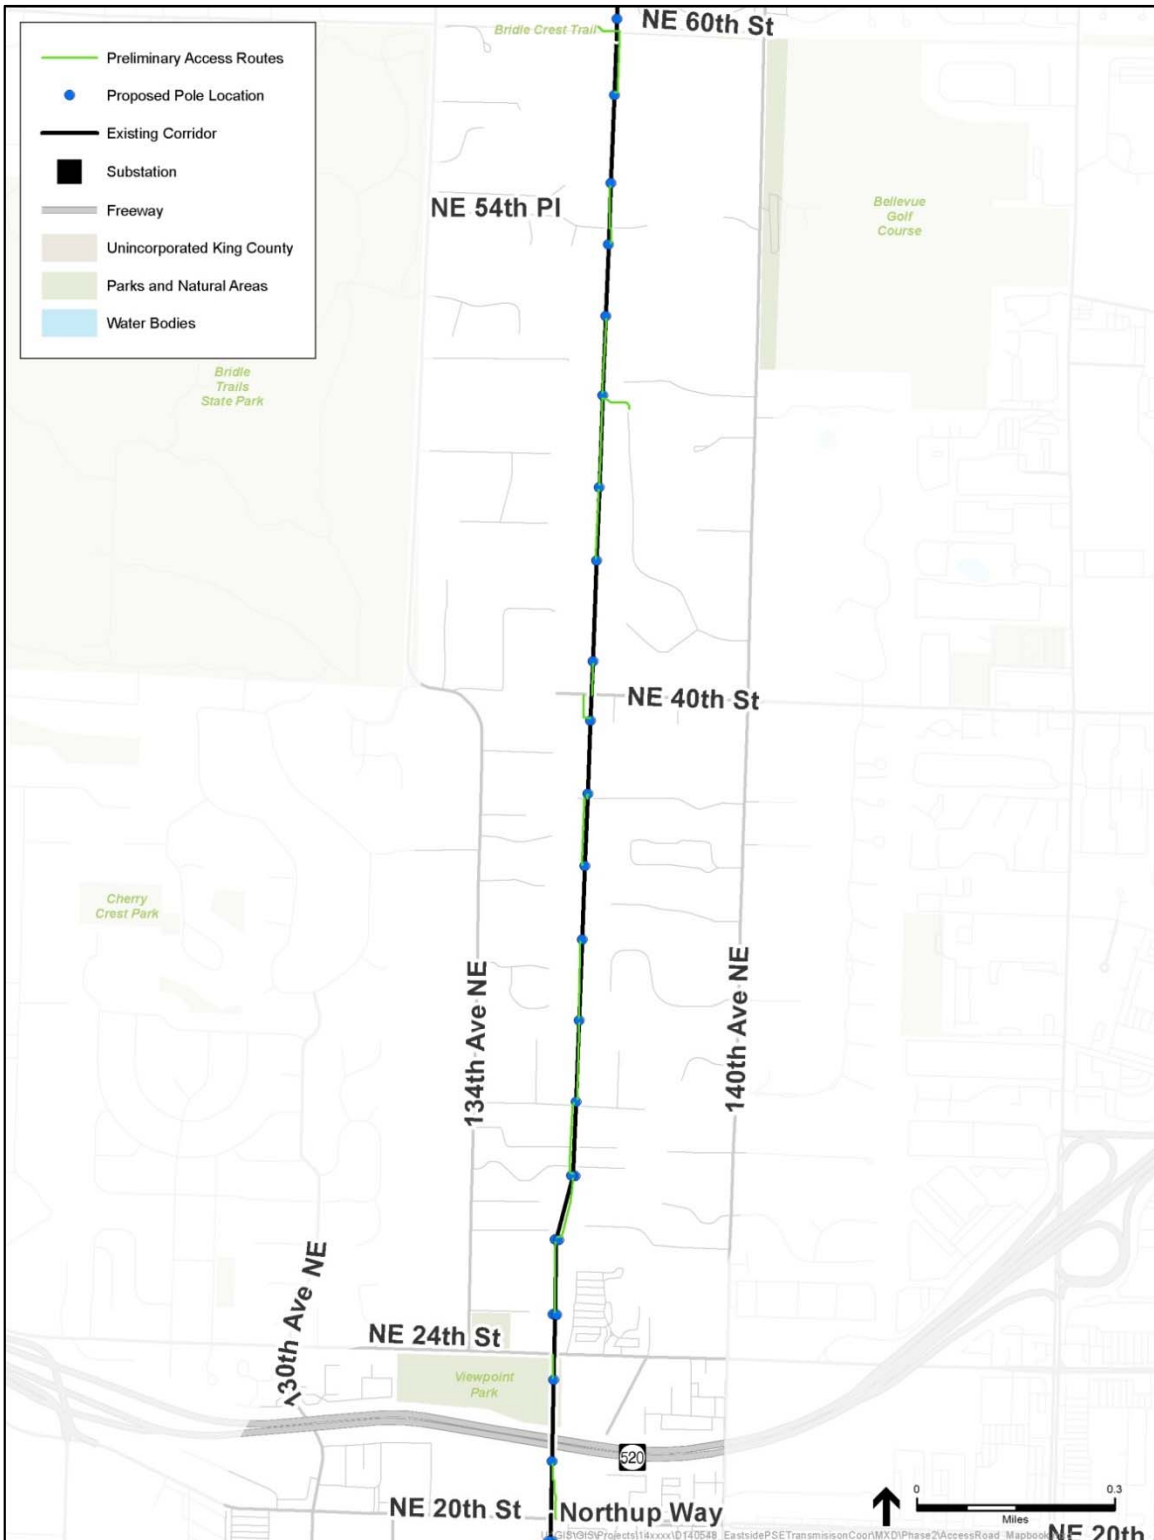 NE 60th St
Bridle Crest Trail
Preliminary Access Routes
Proposed Pole Location
Existing Corridor
Substation
Freeway
Unincorporated King County
Parks and Natural Areas
Water Bodies
NE 54th Pl
Bellevue
Golf
Course
Bridle
Trails
State Park
NE 40th St
Cherry
Crest Park
134th Ave NE
140th Ave NE
130th Ave NE
NE 24th St
Viewpoint
Park
520
NE 20th St
Northup Way
0
0.3
Miles
NE 20th